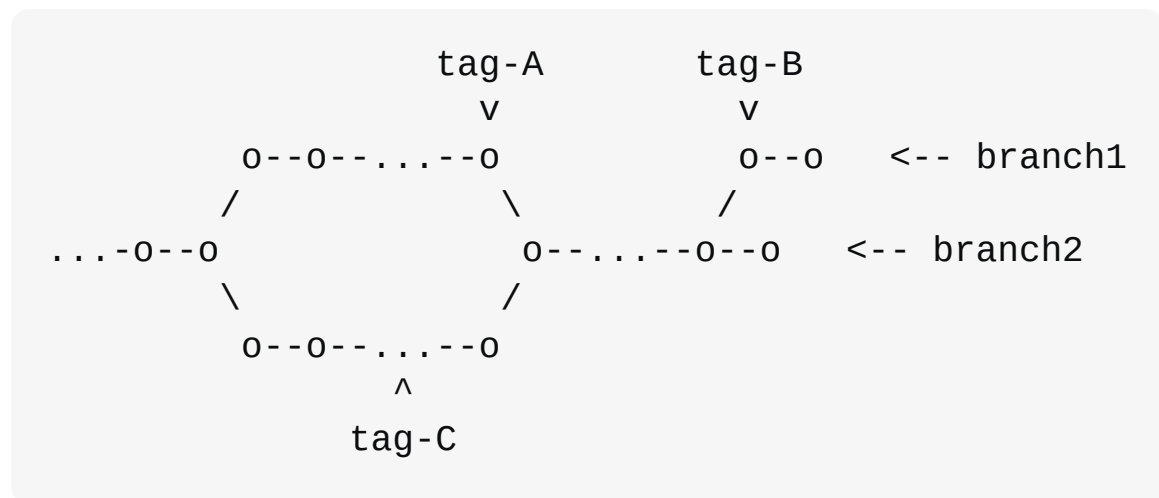 tag-A       tag-B
                    v           v
         o--o--...--o           o--o   <-- branch1
        /            \         /
...-o--o              o--...--o--o   <-- branch2
        \            /
         o--o--...--o
                ^
              tag-C